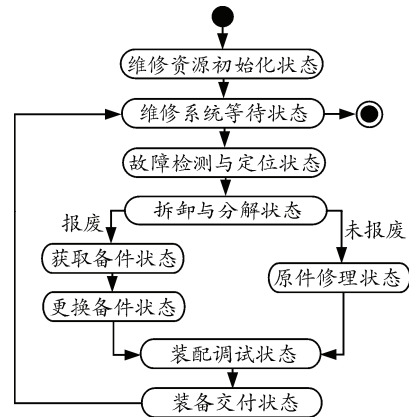 维修资源初始化状态
维修系统等待状态
故障检测与定位状态
拆卸与分解状态
报废
未报废
获取备件状态
原件修理状态
更换备件状态
装配调试状态
装备交付状态